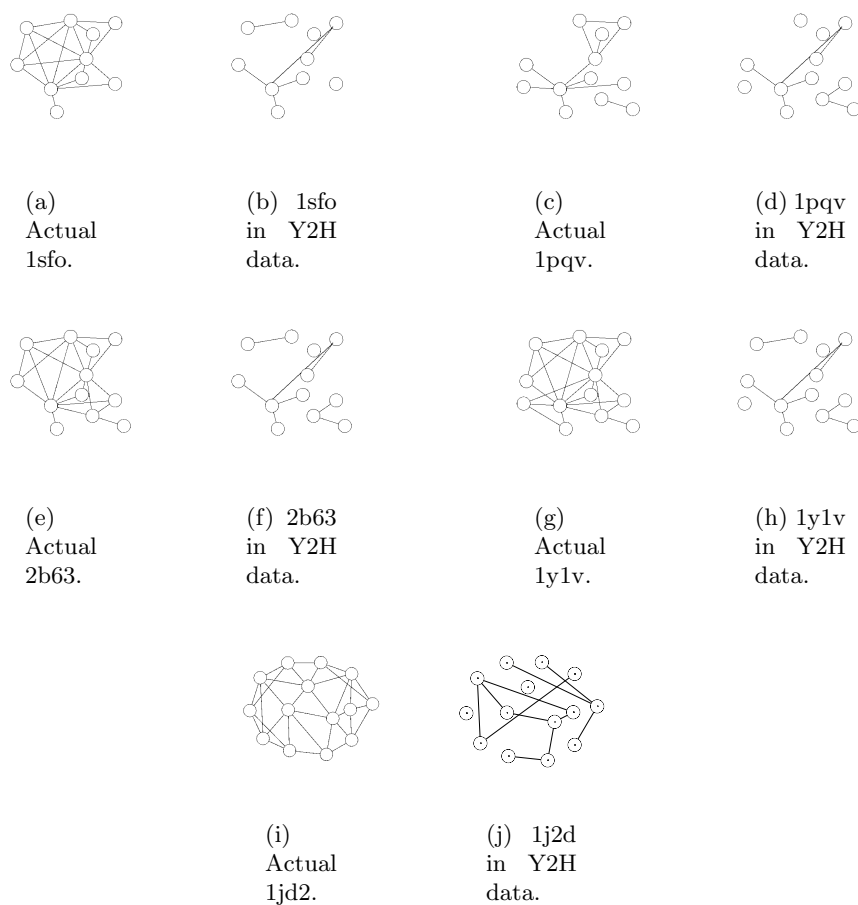 (a)
Actual
1sfo.
(b) 1sfo
in Y2H
data.
(c)
Actual
1pqv.
(d) 1pqv
in Y2H
data.
(e)
Actual
2b63.
(f) 2b63
in Y2H
data.
(g)
Actual
1y1v.
(h) 1y1v
in Y2H
data.
(i)
Actual
1jd2.
(j) 1j2d
in Y2H
data.